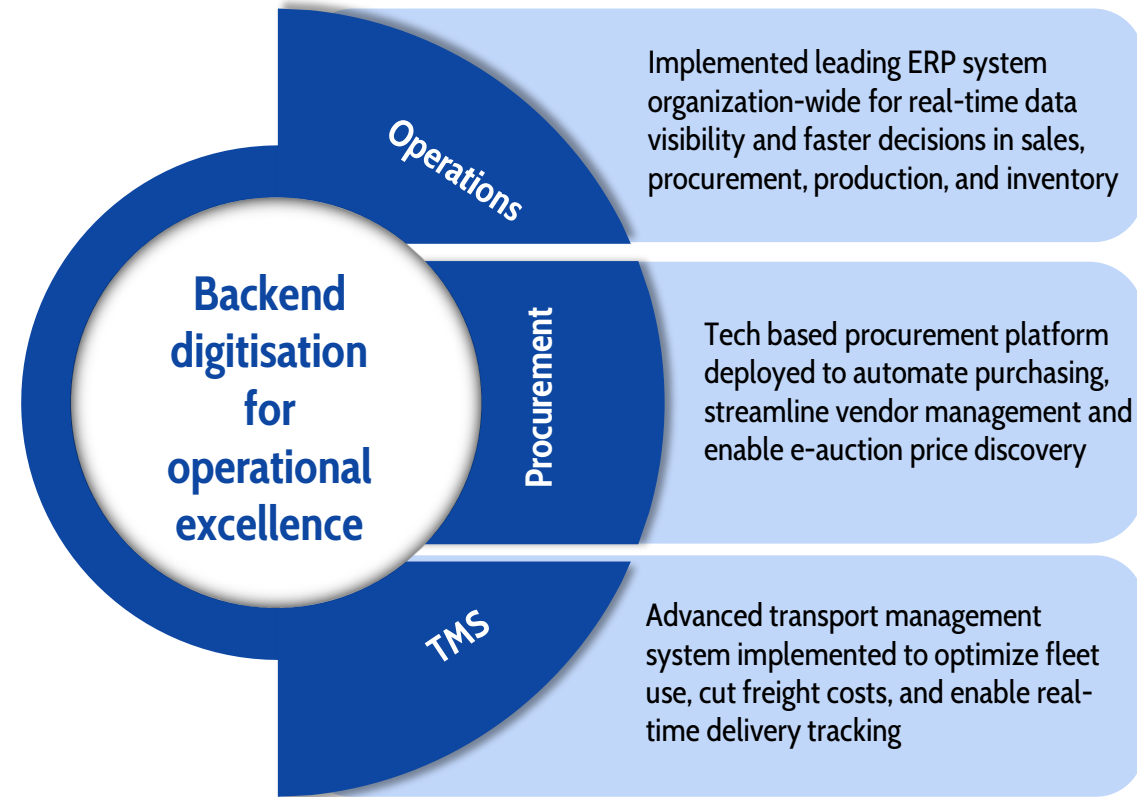 Backend
digitisation
for
operational
excellence
Operations
Implemented leading ERP system
organization-wide for real-time data
visibility and faster decisions in sales,
procurement, production, and inventory
Procurement
Tech based procurement platform
deployed to automate purchasing,
streamline vendor management and
enable e-auction price discovery
TMS
Advanced transport management
system implemented to optimize fleet
use, cut freight costs, and enable real-
time delivery tracking